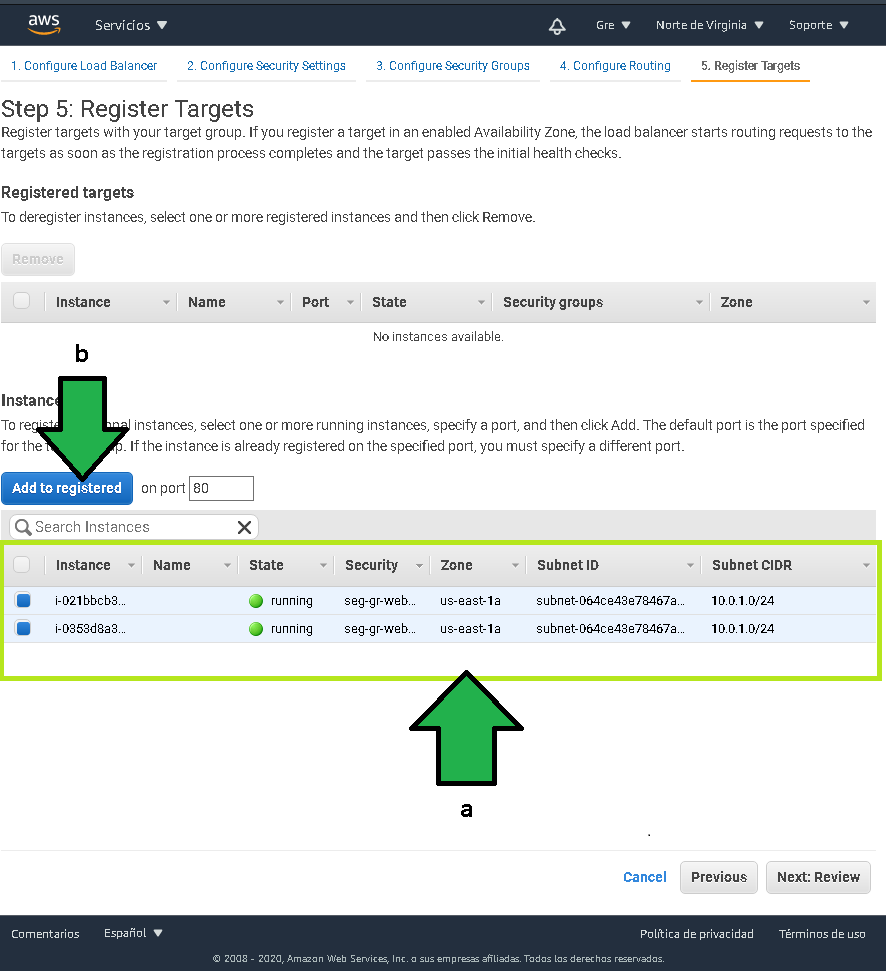 aws Servicios Gre Norte de Virginia Soporte
1. Configure Load Balancer 2. Configure Security Settings 3. Configure Security Groups 4. Configure Routing 5. Register Targets
Step 5: Register Targets
Register targets with your target group. If you register a target in an enabled Availability Zone, the load balancer starts routing requests to the
targets as soon as the registration process completes and the target passes the initial health checks.
Registered targets
To deregister instances, select one or more registered instances and then click Remove.
Remove
Instance Name Port State Security groups Zone
No instances available.
b
Instanc
To reg al instances, select one or more running instances, specify a port, and then click Add. The default port is the port specified
for the p. If the instance is already registered on the specified port, you must specify a different port.
Add to registered on port 80
Search Instances
Instance Name State Security Zone Subnet ID Subnet CIDR
i-021bbcb3... running seg-gr-web... us-east-1a subnet-064ce43e78467a... 10.0.1.0/24
i-0353d8a3... running seg-gr-web... us-east-1a subnet-064ce43e78467a... 10.0.1.0/24
a
Cancel Previous Next: Review
Comentarios Español Política de privacidad Términos de uso
© 2008 - 2020, Amazon Web Services, Inc. o sus empresas afiliadas. Todos los derechos reservados.